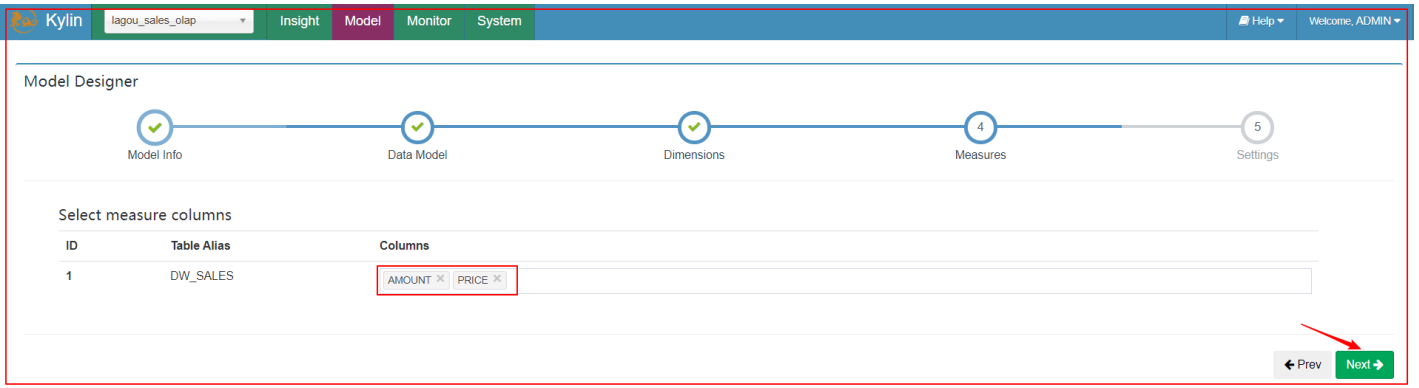 Kylin lagou_sales_olap Insight Model Monitor System Help Welcome, ADMIN
Model Designer
4 5
Model Info Data Model Dimensions Measures Settings
Select measure columns
ID Table Alias Columns
1 DW_SALES AMOUNT × PRICE ×
Prev Next